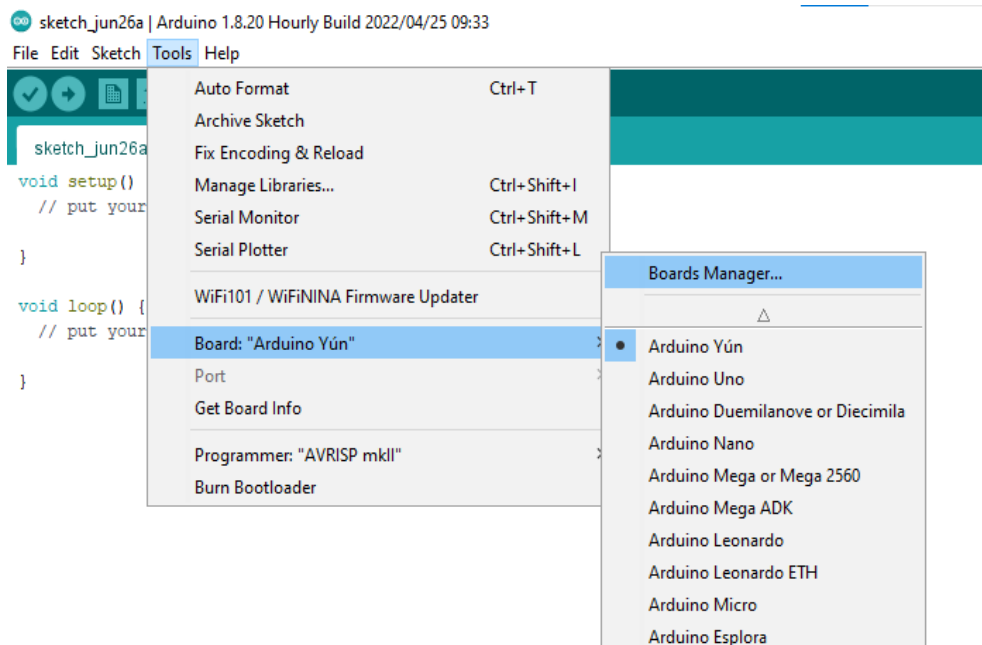 sketch_jun26a | Arduino 1.8.20 Hourly Build 2022/04/25 09:33
File Edit Sketch Tools Help
Auto Format Ctrl+T
Archive Sketch
Fix Encoding & Reload
Manage Libraries... Ctrl+Shift+I
Serial Monitor Ctrl+Shift+M
Serial Plotter Ctrl+Shift+L
WiFi101 / WiFiNINA Firmware Updater
Board: "Arduino Yún"
Port
Get Board Info
Programmer: "AVRISP mkII"
Burn Bootloader
sketch_jun26a
void setup()
// put your
}
void loop() {
// put your
}
Boards Manager...
Arduino Yún
Arduino Uno
Arduino Duemilanove or Diecimila
Arduino Nano
Arduino Mega or Mega 2560
Arduino Mega ADK
Arduino Leonardo
Arduino Leonardo ETH
Arduino Micro
Arduino Esplora